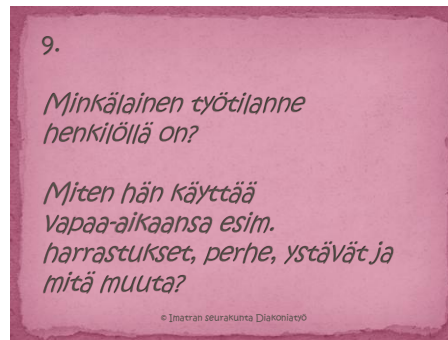 9.
Minkälainen työtilanne
henkilöllä on?
Miten hän käyttää
vapaa-aikaansa esim.
harrastukset, perhe, ystävät ja
mitä muuta?
© Imatran seurakunta Diakoniatyö